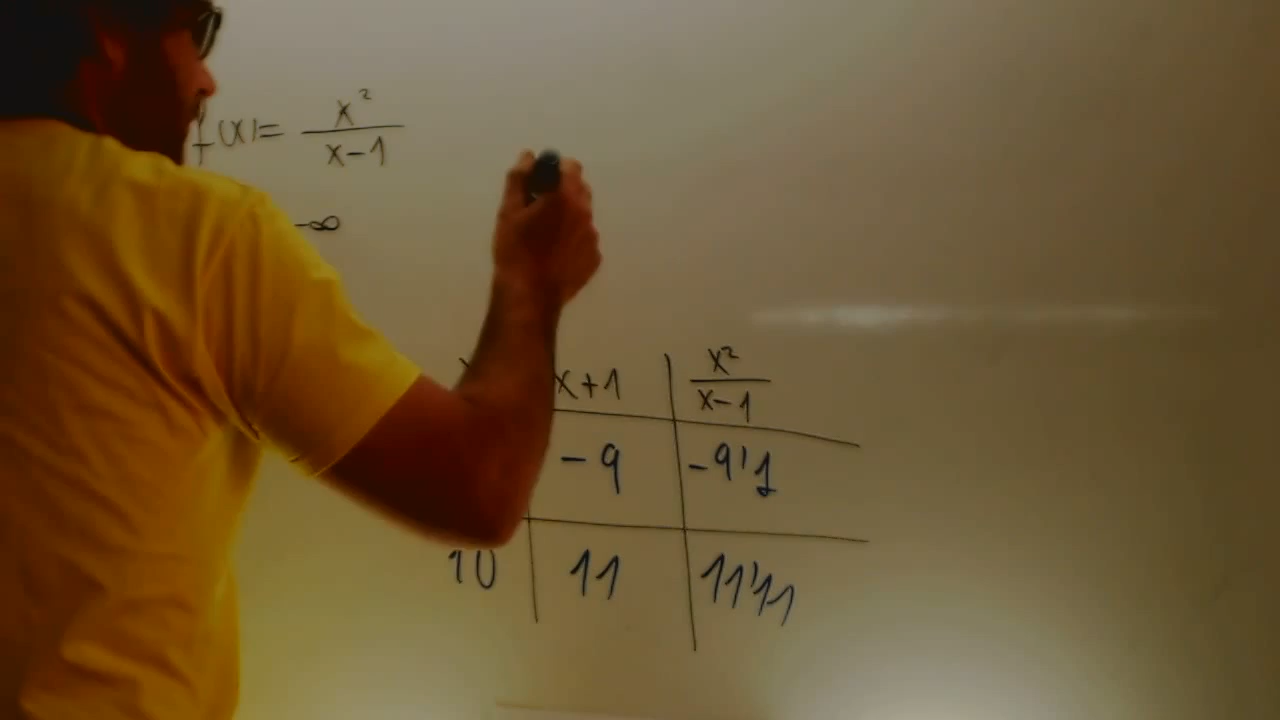 f(x)= x²/x-1
-∞
x+1 | x²/x-1
-9 | -9'1
10 | 11 | 11'11